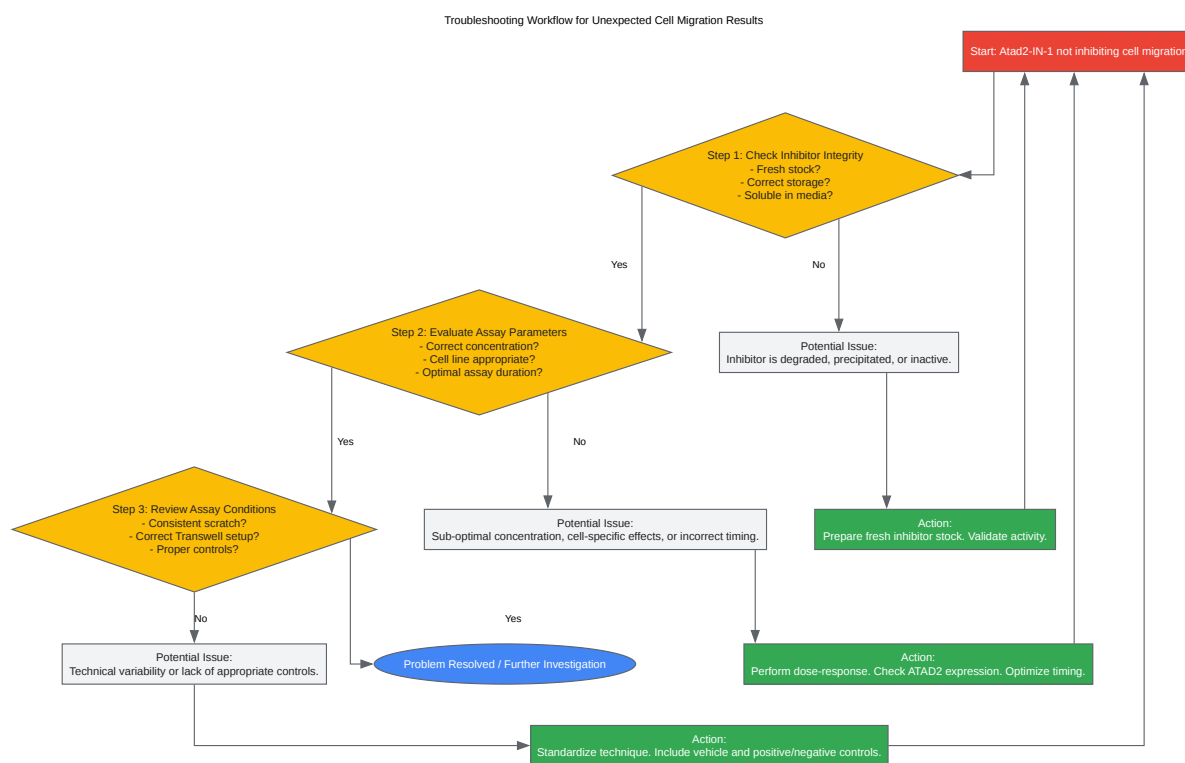 Troubleshooting Workflow for Unexpected Cell Migration Results
Start: Atad2-IN-1 not inhibiting cell migration
Step 1: Check Inhibitor Integrity
- Fresh stock?
- Correct storage?
- Soluble in media?
Yes
No
Step 2: Evaluate Assay Parameters
- Correct concentration?
- Cell line appropriate?
- Optimal assay duration?
Potential Issue:
Inhibitor is degraded, precipitated, or inactive.
Yes
No
Step 3: Review Assay Conditions
- Consistent scratch?
- Correct Transwell setup?
- Proper controls?
Potential Issue:
Sub-optimal concentration, cell-specific effects, or incorrect timing.
Action:
Prepare fresh inhibitor stock. Validate activity.
No
Yes
Potential Issue:
Technical variability or lack of appropriate controls.
Problem Resolved / Further Investigation
Action:
Perform dose-response. Check ATAD2 expression. Optimize timing.
Action:
Standardize technique. Include vehicle and positive/negative controls.